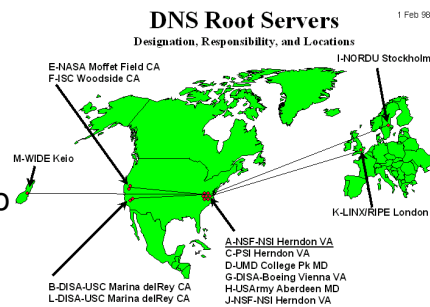 DNS Root Servers
1 Feb 98
Designation, Responsibility, and Locations
I-NORDU Stockholm
E-NASA Moffet Field CA
F-ISC Woodside CA
M-WIDE Keio
K-LINX/RIPE London
A-NSF-NSI Herndon VA
C-PSI Herndon VA
D-UMD College Pk MD
G-DISA-Boeing Vienna VA
H-USArmy Aberdeen MD
J-NSF-NSI Herndon VA
B-DISA-USC Marina delRey CA
L-DISA-USC Marina delRey CA